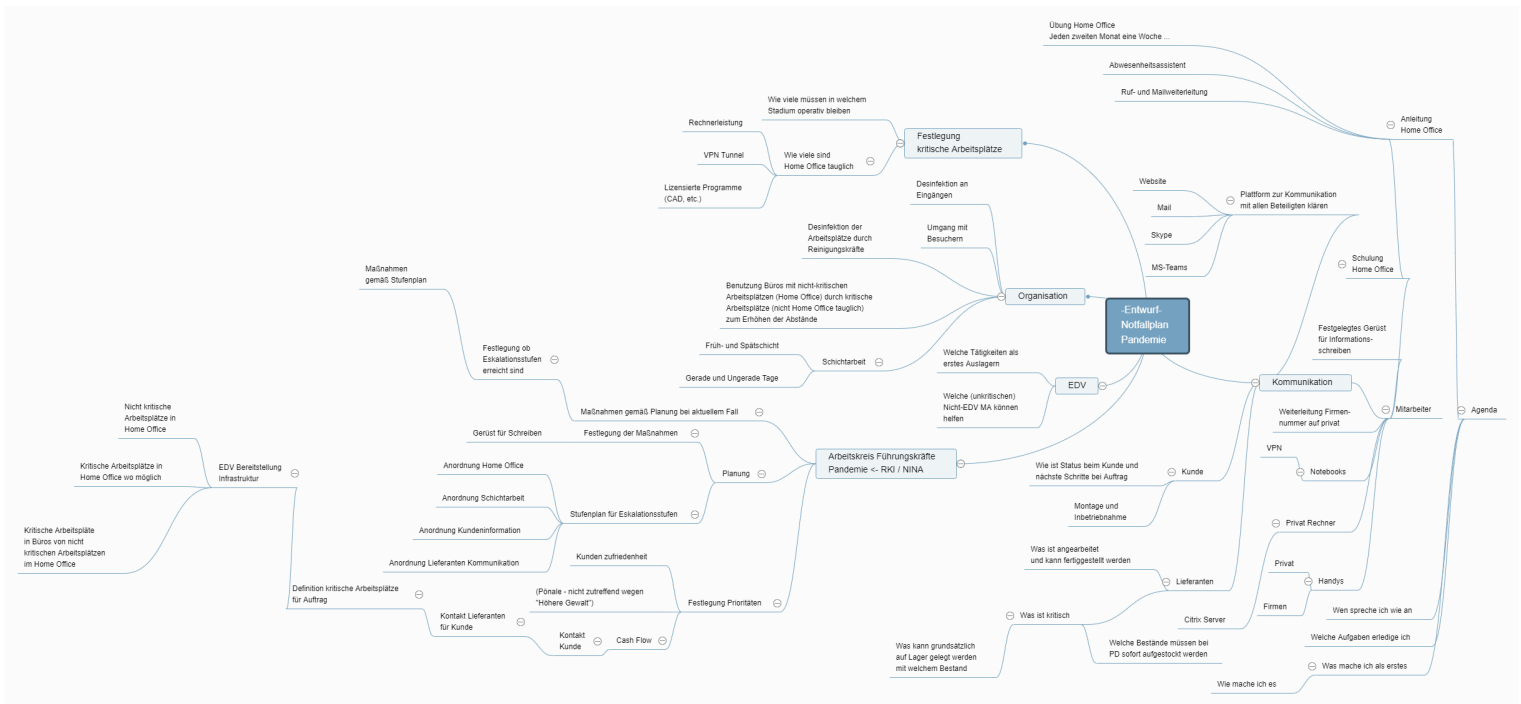 -Entwurf-
Notfallplan
Pandemie
Festlegung
kritische Arbeitsplätze
Wie viele müssen in welchem
Stadium operativ bleiben
Wie viele sind
Home Office tauglich
Rechnerleistung
VPN Tunnel
Lizensierte Programme
(CAD, etc.)
Organisation
Desinfektion an
Eingängen
Umgang mit
Besuchern
Desinfektion der
Arbeitsplätze durch
Reinigungskräfte
Benutzung Büros mit nicht-kritischen
Arbeitsplätzen (Home Office) durch kritische
Arbeitsplätze (nicht Home Office tauglich)
zum Erhöhen der Abstände
Schichtarbeit
Früh- und Spätschicht
Gerade und Ungerade Tage
EDV
Welche Tätigkeiten als
erstes Auslagern
Welche (unkritischen)
Nicht-EDV MA können
helfen
Arbeitskreis Führungskräfte
Pandemie <- RKI / NINA
Maßnahmen gemäß Planung bei aktuellem Fall
Festlegung ob
Eskalationsstufen
erreicht sind
Maßnahmen
gemäß Stufenplan
Planung
Festlegung der Maßnahmen
Gerüst für Schreiben
Stufenplan für Eskalationsstufen
Anordnung Home Office
Anordnung Schichtarbeit
Anordnung Kundeninformation
Anordnung Lieferanten Kommunikation
Festlegung Prioritäten
Kunden zufriedenheit
(Pönale - nicht zutreffend wegen
"Höhere Gewalt")
Cash Flow
Kontakt
Kunde
Kontakt Lieferanten
für Kunde
Definition kritische Arbeitsplätze
für Auftrag
EDV Bereitstellung
Infrastruktur
Nicht kritische
Arbeitsplätze in
Home Office
Kritische Arbeitsplätze in
Home Office wo möglich
Kritische Arbeitspläte
in Büros von nicht
kritischen Arbeitsplätzen
im Home Office
Kommunikation
Plattform zur Kommunikation
mit allen Beteiligten klären
Website
Mail
Skype
MS-Teams
Mitarbeiter
Anleitung
Home Office
Übung Home Office
Jeden zweiten Monat eine Woche ...
Abwesenheitsassistent
Ruf- und Mailweiterleitung
Schulung
Home Office
Festgelegtes Gerüst
für Informations-
schreiben
Weiterleitung Firmen-
nummer auf privat
Notebooks
VPN
Privat Rechner
Citrix Server
Handys
Privat
Firmen
Agenda
Wen spreche ich wie an
Welche Aufgaben erledige ich
Was mache ich als erstes
Wie mache ich es
Kunde
Wie ist Status beim Kunde und
nächste Schritte bei Auftrag
Montage und
Inbetriebnahme
Lieferanten
Was ist angearbeitet
und kann fertiggestellt werden
Was ist kritisch
Was kann grundsätzlich
auf Lager gelegt werden
mit welchem Bestand
Welche Bestände müssen bei
PD sofort aufgestockt werden